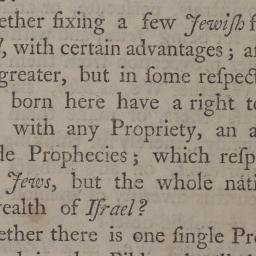 ether fixing a few Jewiſh f
, with certain advantages; a
greater, but in ſome reſpec
born here have a right t
with any Propriety, an a
le Prophecies; which reſp
Jews, but the whole nati
ealth of Iſrael?
ether there is one ſingle Pr